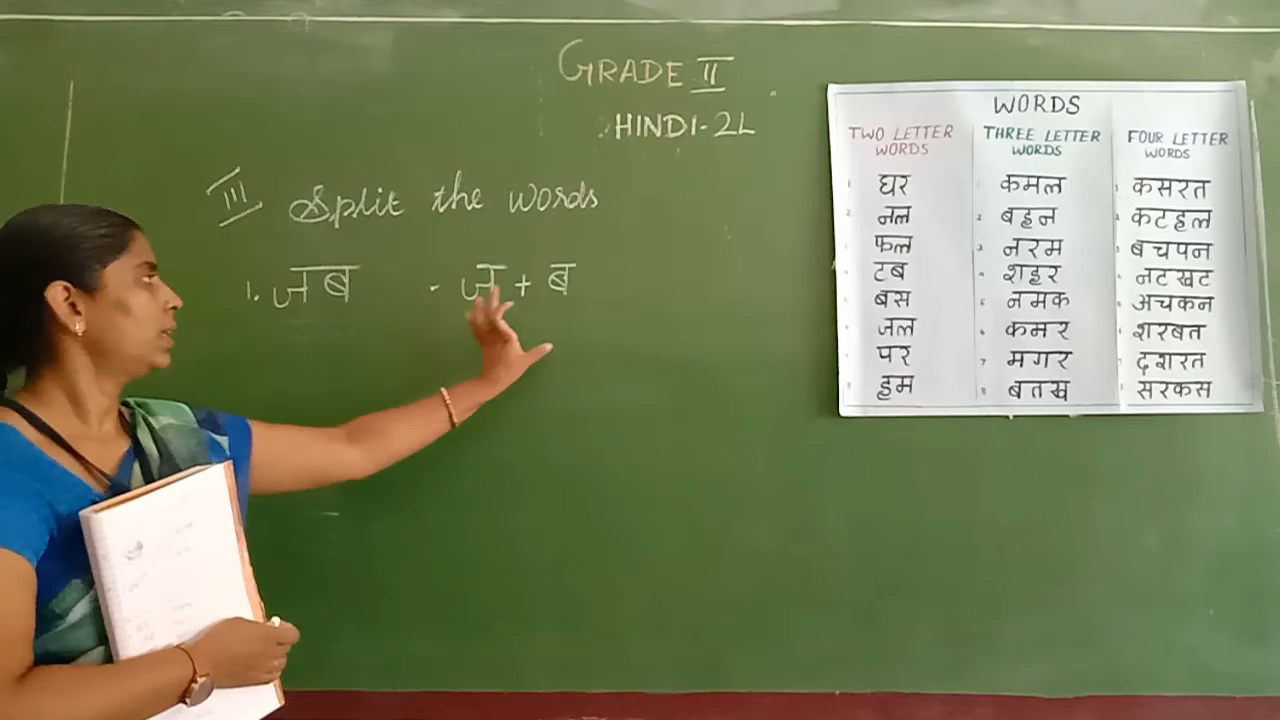 GRADE II
HINDI-2L
III Split the words
1. जब - ज + ब
WORDS
TWO LETTER WORDS
1 घर
2 नल
3 फल
4 टब
5 बस
6 जल
7 पर
8 हम
THREE LETTER WORDS
1 कमल
2 बहन
3 नरम
4 शहर
5 नमक
6 कमर
7 मगर
8 बतख
FOUR LETTER WORDS
1 कसरत
2 कटहल
3 बचपन
4 नटखट
5 अचकन
6 शरबत
7 दशरत
8 सरकस